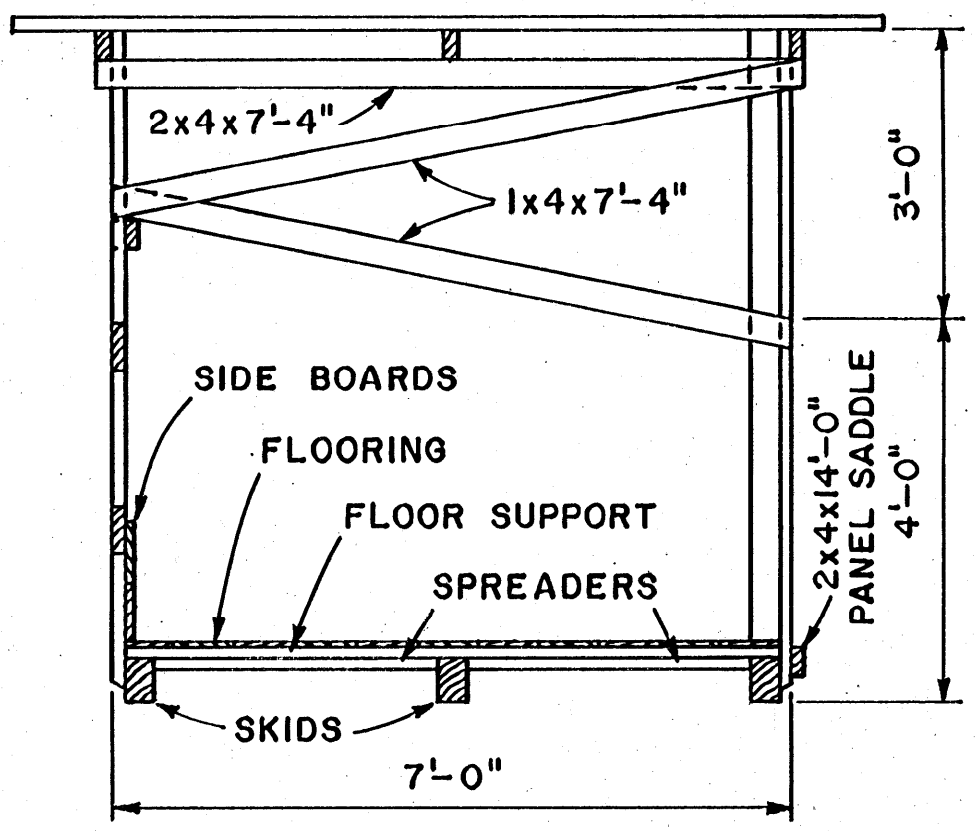 2x4x7'-4"
1x4x7'-4"
3'-0"
SIDE BOARDS
FLOORING
FLOOR SUPPORT
SPREADERS
2x4x14'-0"
PANEL SADDLE
4'-0"
SKIDS
7'-0"